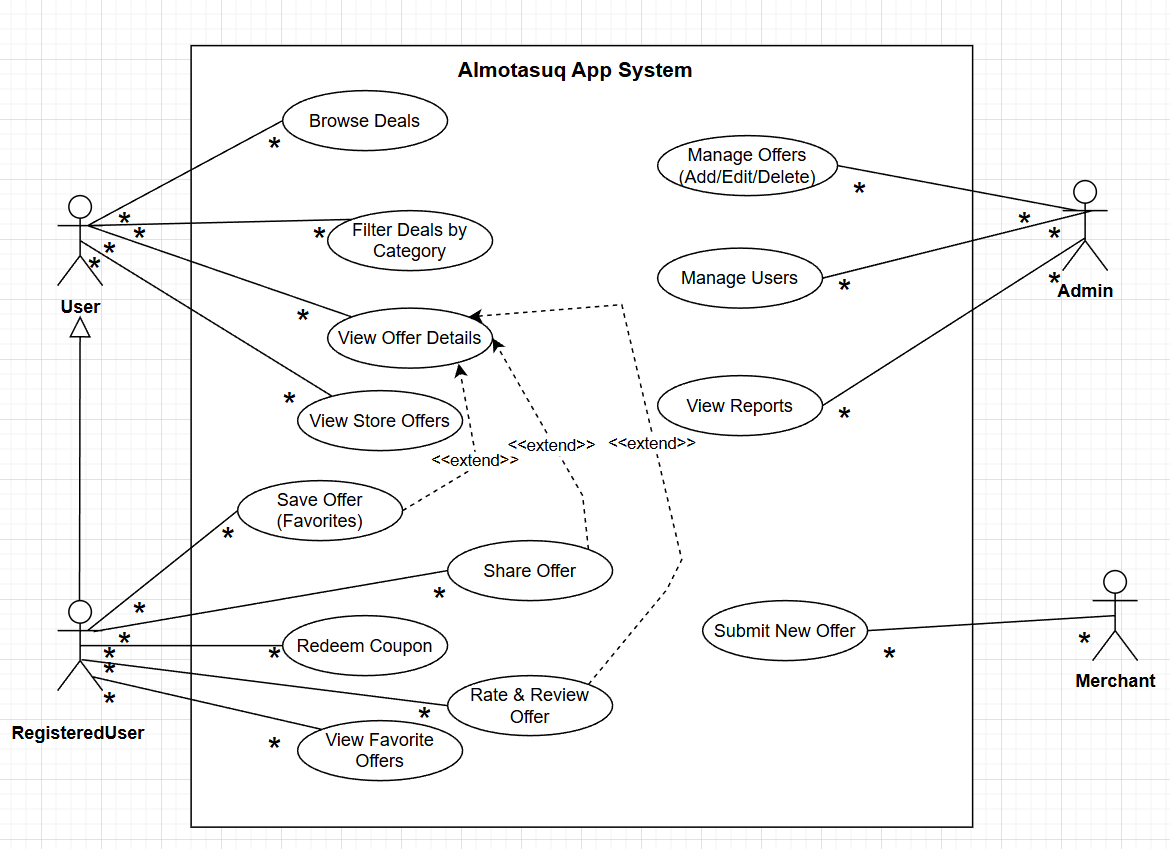 Almotasuq App System
Browse Deals
*
Manage Offers
(Add/Edit/Delete)
*
*
*
*
*
Filter Deals by
Category
*
*
*
*
Manage Users
*
*
Admin
User
*
View Offer Details
*
View Store Offers
View Reports
*
<<extend>>
<<extend>>
<<extend>>
Save Offer
(Favorites)
*
Share Offer
*
*
*
Redeem Coupon
*
*
*
*
Rate & Review
Offer
*
View Favorite
Offers
*
RegisteredUser
Submit New Offer
*
*
Merchant